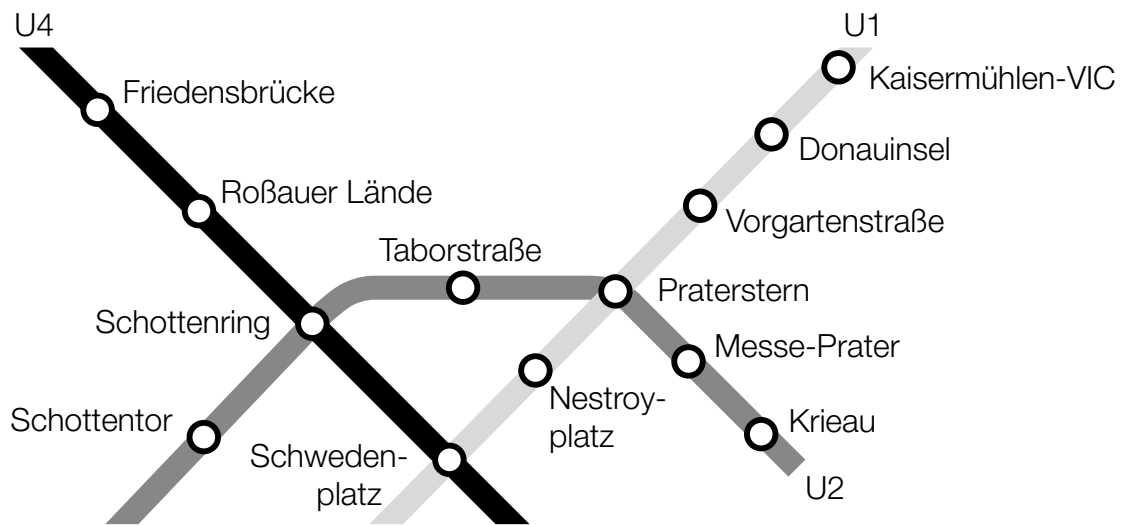 U4
U1
Kaisermühlen-VIC
Friedensbrücke
Donauinsel
Roßauer Lände
Vorgartenstraße
Taborstraße
Praterstern
Schottenring
Messe-Prater
Nestroy-
platz
Schottentor
Krieau
Schweden-
platz
U2